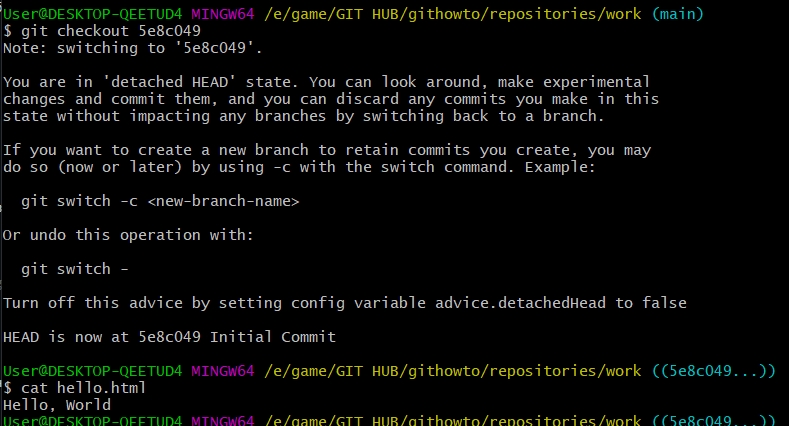 User@DESKTOP-QEETUD4 MINGW64 /e/game/GIT HUB/githowto/repositories/work (main)
$ git checkout 5e8c049
Note: switching to '5e8c049'.
You are in 'detached HEAD' state. You can look around, make experimental
changes and commit them, and you can discard any commits you make in this
state without impacting any branches by switching back to a branch.
If you want to create a new branch to retain commits you create, you may
do so (now or later) by using -c with the switch command. Example:
git switch -c <new-branch-name>
Or undo this operation with:
git switch -
Turn off this advice by setting config variable advice.detachedHead to false
HEAD is now at 5e8c049 Initial Commit
User@DESKTOP-QEETUD4 MINGW64 /e/game/GIT HUB/githowto/repositories/work ((5e8c049...))
$ cat hello.html
Hello, World
User@DESKTOP-QEETUD4 MINGW64 /e/game/GIT HUB/githowto/repositories/work ((5e8c049...))